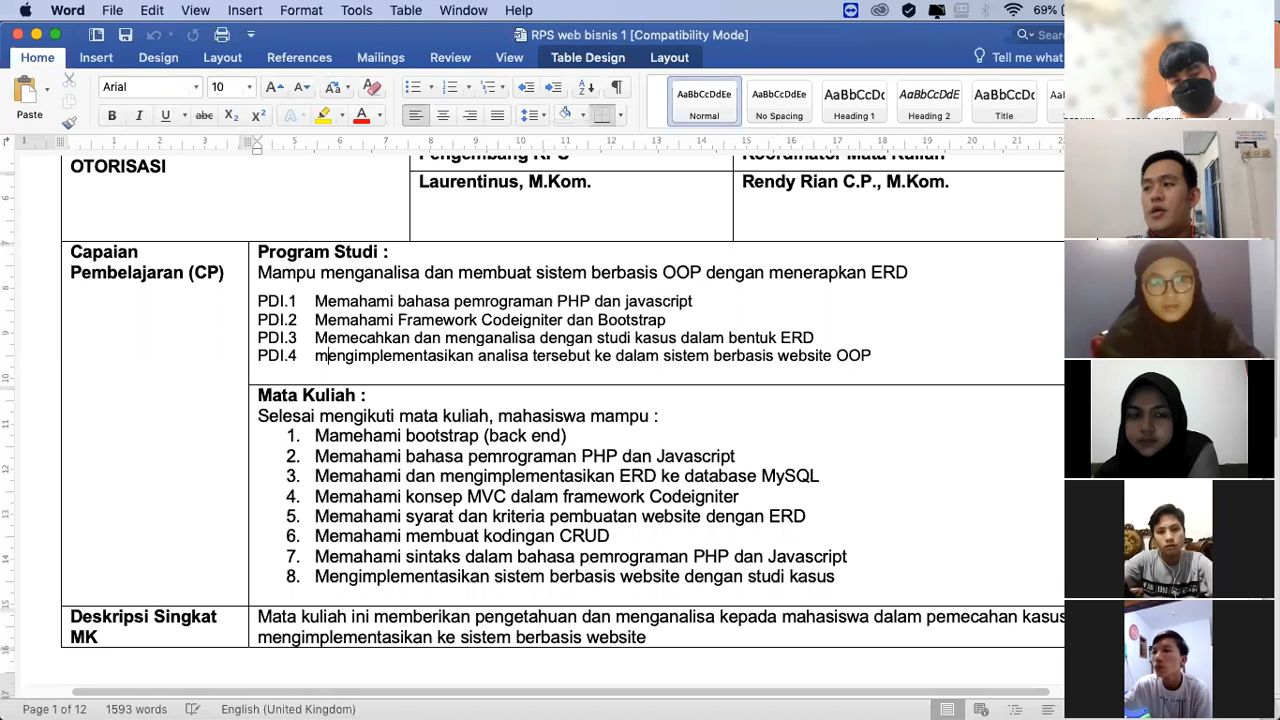 Word File Edit View Insert Format Tools Table Window Help 69%
RPS web bisnis 1 [Compatibility Mode]
Home Insert Draw Design Layout References Mailings Review View Table Design Layout Tell me
Paste Arial 10
B I U abc X₂ X²
AaBbCcDdEe AaBbCcDdEe AaBbCcDc AaBbCcDdEe AaBbCcDc
Normal No Spacing Heading 1 Heading 2 Title
OTORISASI
Pengembang RPS Koordinator Mata Kuliah
Laurentinus, M.Kom. Rendy Rian C.P., M.Kom.
Capaian
Pembelajaran (CP)
Program Studi :
Mampu menganalisa dan membuat sistem berbasis OOP dengan menerapkan ERD
PDI.1 Memahami bahasa pemrograman PHP dan javascript
PDI.2 Memahami Framework Codeigniter dan Bootstrap
PDI.3 Memecahkan dan menganalisa dengan studi kasus dalam bentuk ERD
PDI.4 mengimplementasikan analisa tersebut ke dalam sistem berbasis website OOP
Mata Kuliah :
Selesai mengikuti mata kuliah, mahasiswa mampu :
1. Mamehami bootstrap (back end)
2. Memahami bahasa pemrograman PHP dan Javascript
3. Memahami dan mengimplementasikan ERD ke database MySQL
4. Memahami konsep MVC dalam framework Codeigniter
5. Memahami syarat dan kriteria pembuatan website dengan ERD
6. Memahami membuat kodingan CRUD
7. Memahami sintaks dalam bahasa pemrograman PHP dan Javascript
8. Mengimplementasikan sistem berbasis website dengan studi kasus
Deskripsi Singkat
MK
Mata kuliah ini memberikan pengetahuan dan menganalisa kepada mahasiswa dalam pemecahan kasus
mengimplementasikan ke sistem berbasis website
Page 1 of 12 1593 words English (United Kingdom)